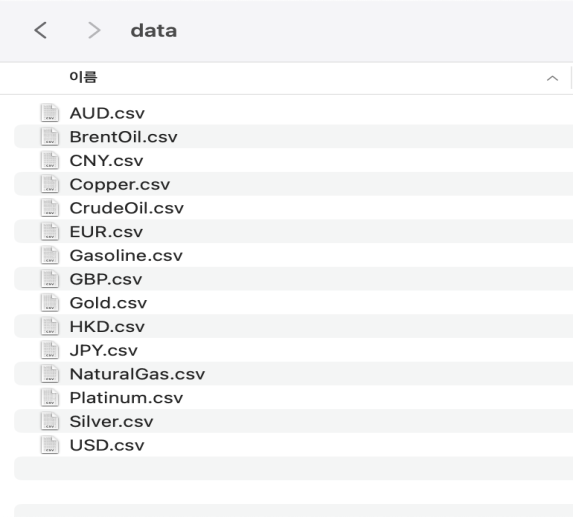 data
이름
AUD.csv
BrentOil.csv
CNY.csv
Copper.csv
CrudeOil.csv
EUR.csv
Gasoline.csv
GBP.csv
Gold.csv
HKD.csv
JPY.csv
NaturalGas.csv
Platinum.csv
Silver.csv
USD.csv